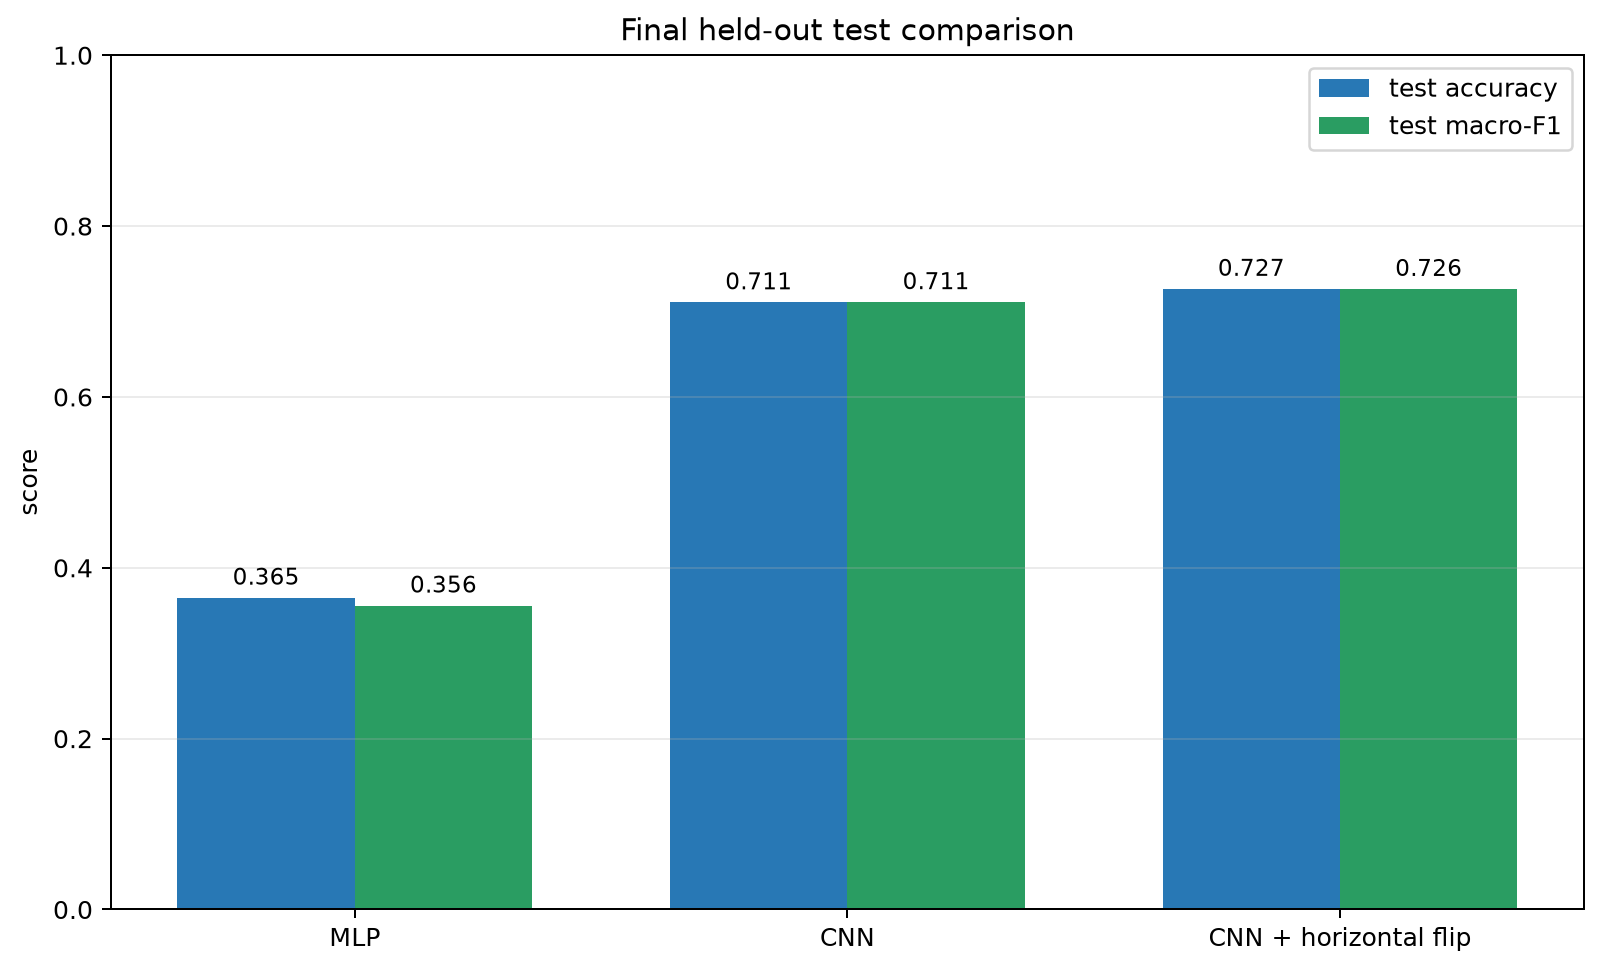 Final held-out test comparison
1.0
0.8
0.6
0.4
0.2
0.0
score
test accuracy
test macro-F1
0.365
0.356
0.711
0.711
0.727
0.726
MLP
CNN
CNN + horizontal flip